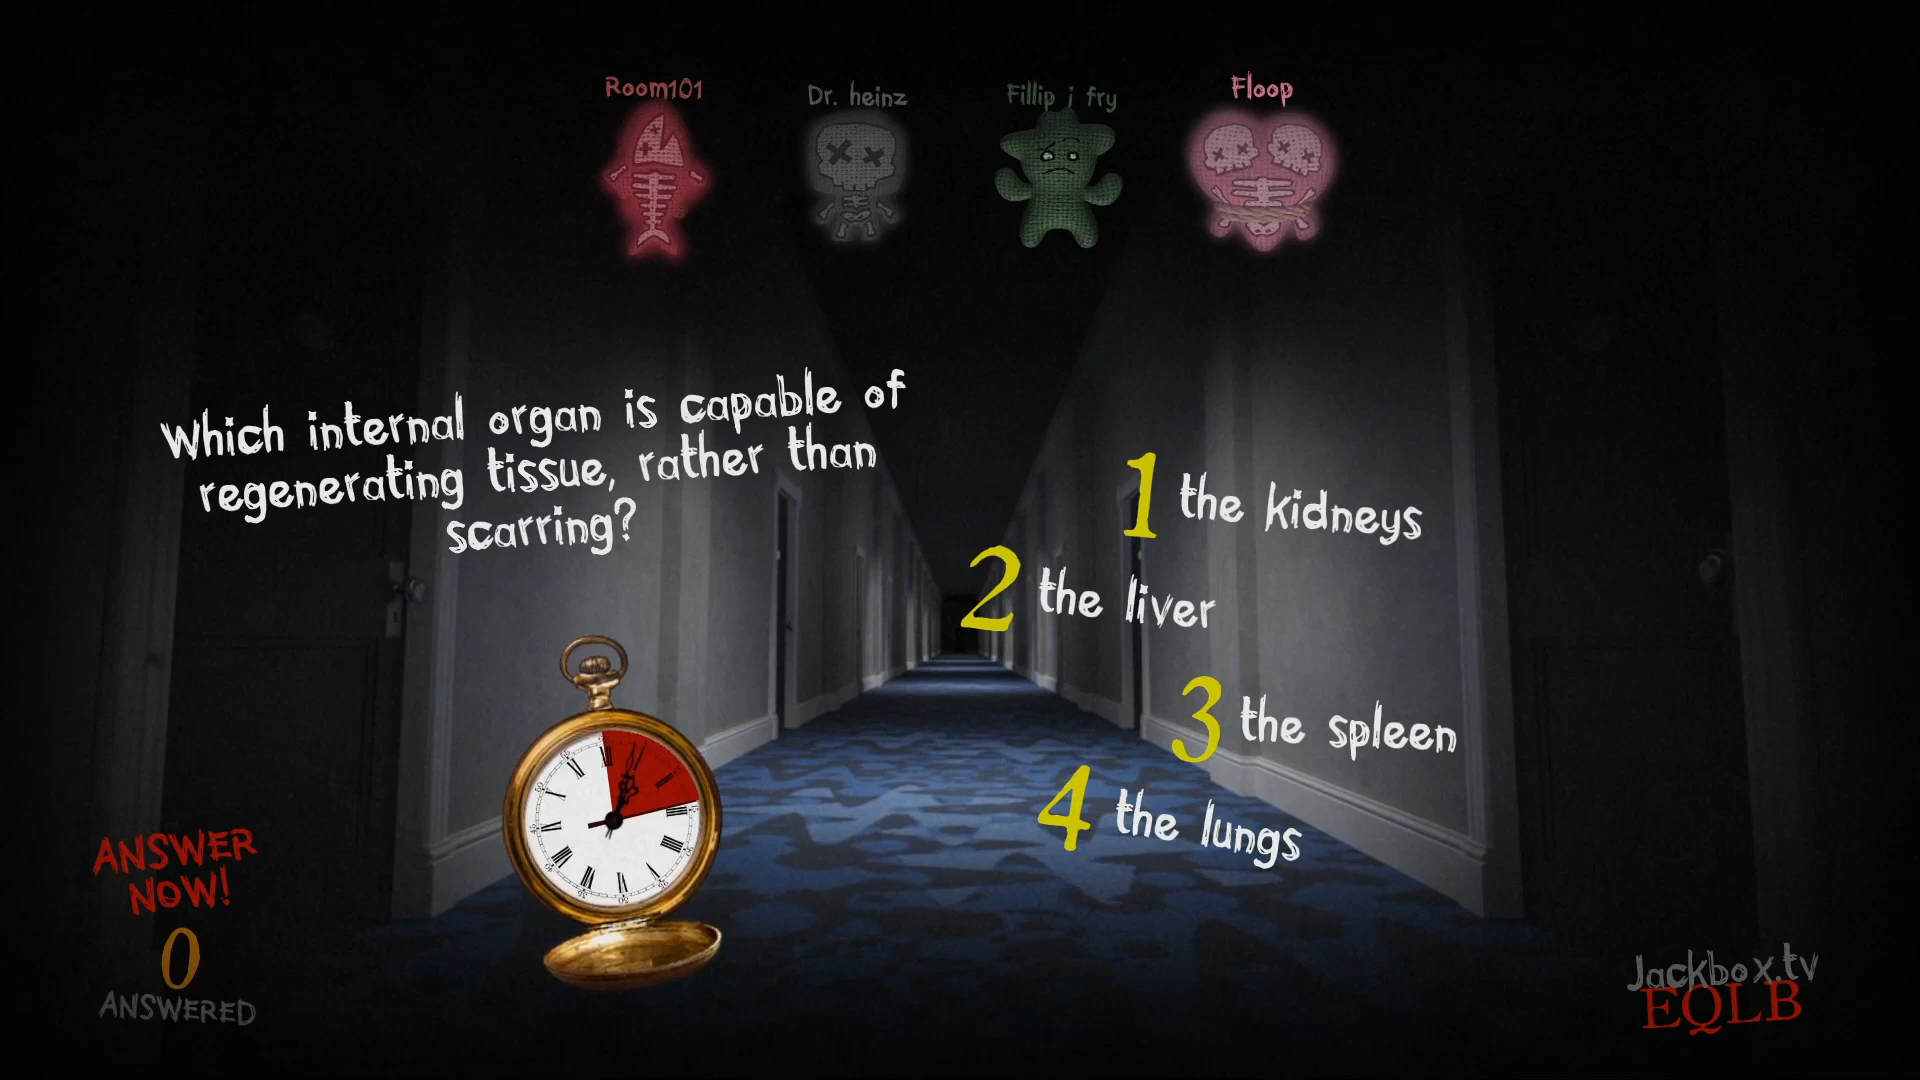 Room101
Dr. heinz
Fillip j fry
Floop
Which internal organ is capable of
regenerating tissue, rather than
scarring?
1 the kidneys
2 the liver
3 the spleen
4 the lungs
ANSWER
NOW!
0
ANSWERED
Jackbox.tv
EQLB